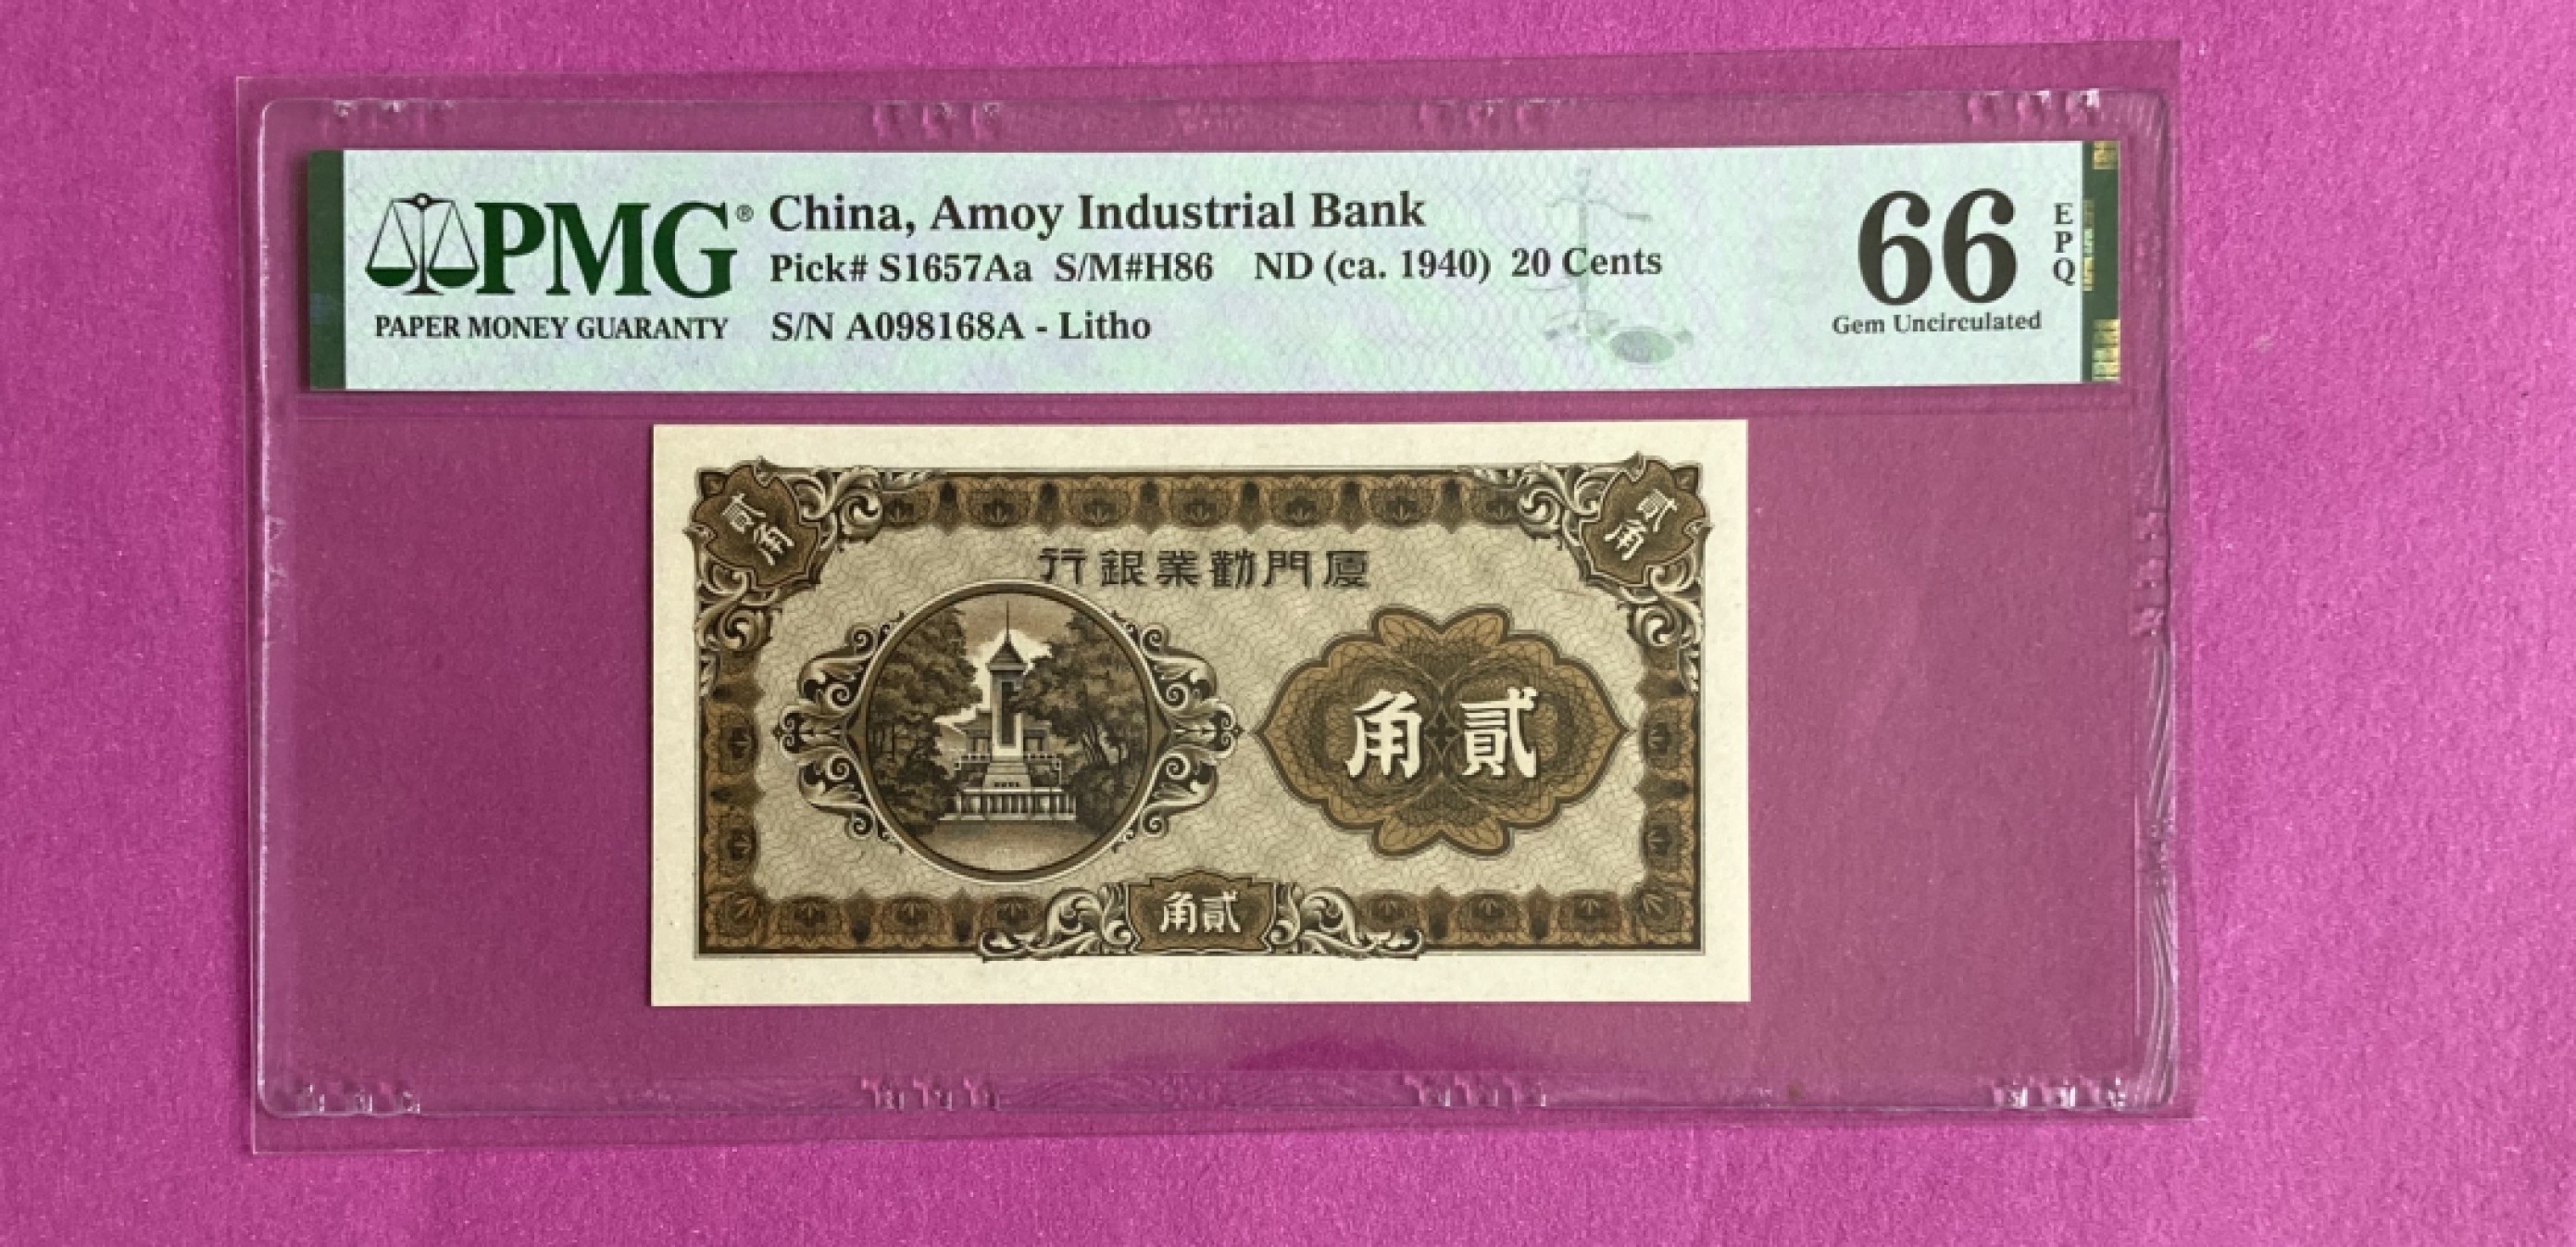 PMG®
PAPER MONEY GUARANTY
China, Amoy Industrial Bank
Pick# S1657Aa S/M#H86 ND (ca. 1940) 20 Cents
S/N A098168A - Litho
66
EPQ
Gem Uncirculated
貳角
貳角
行銀業勸門廈
角貳
角貳